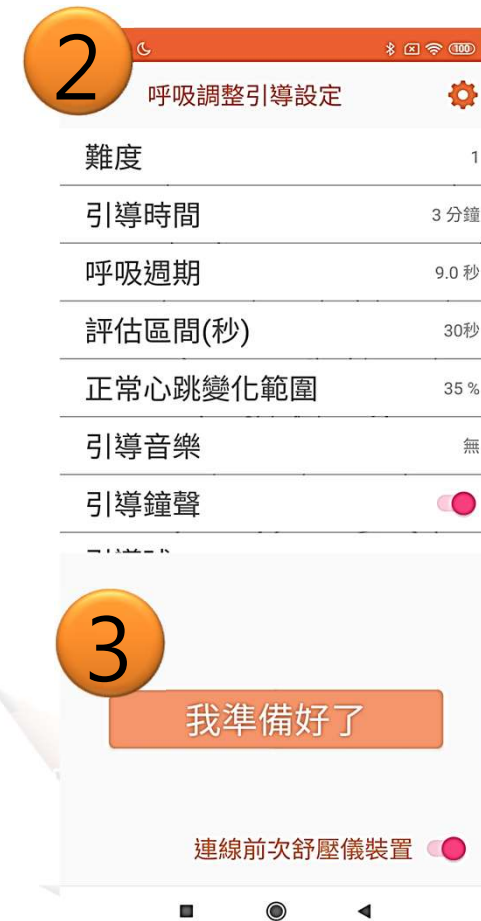 2
100
呼吸調整引導設定
難度 1
引導時間 3 分鐘
呼吸週期 9.0 秒
評估區間(秒) 30秒
正常心跳變化範圍 35 %
引導音樂 無
引導鐘聲
3
我準備好了
連線前次舒壓儀裝置